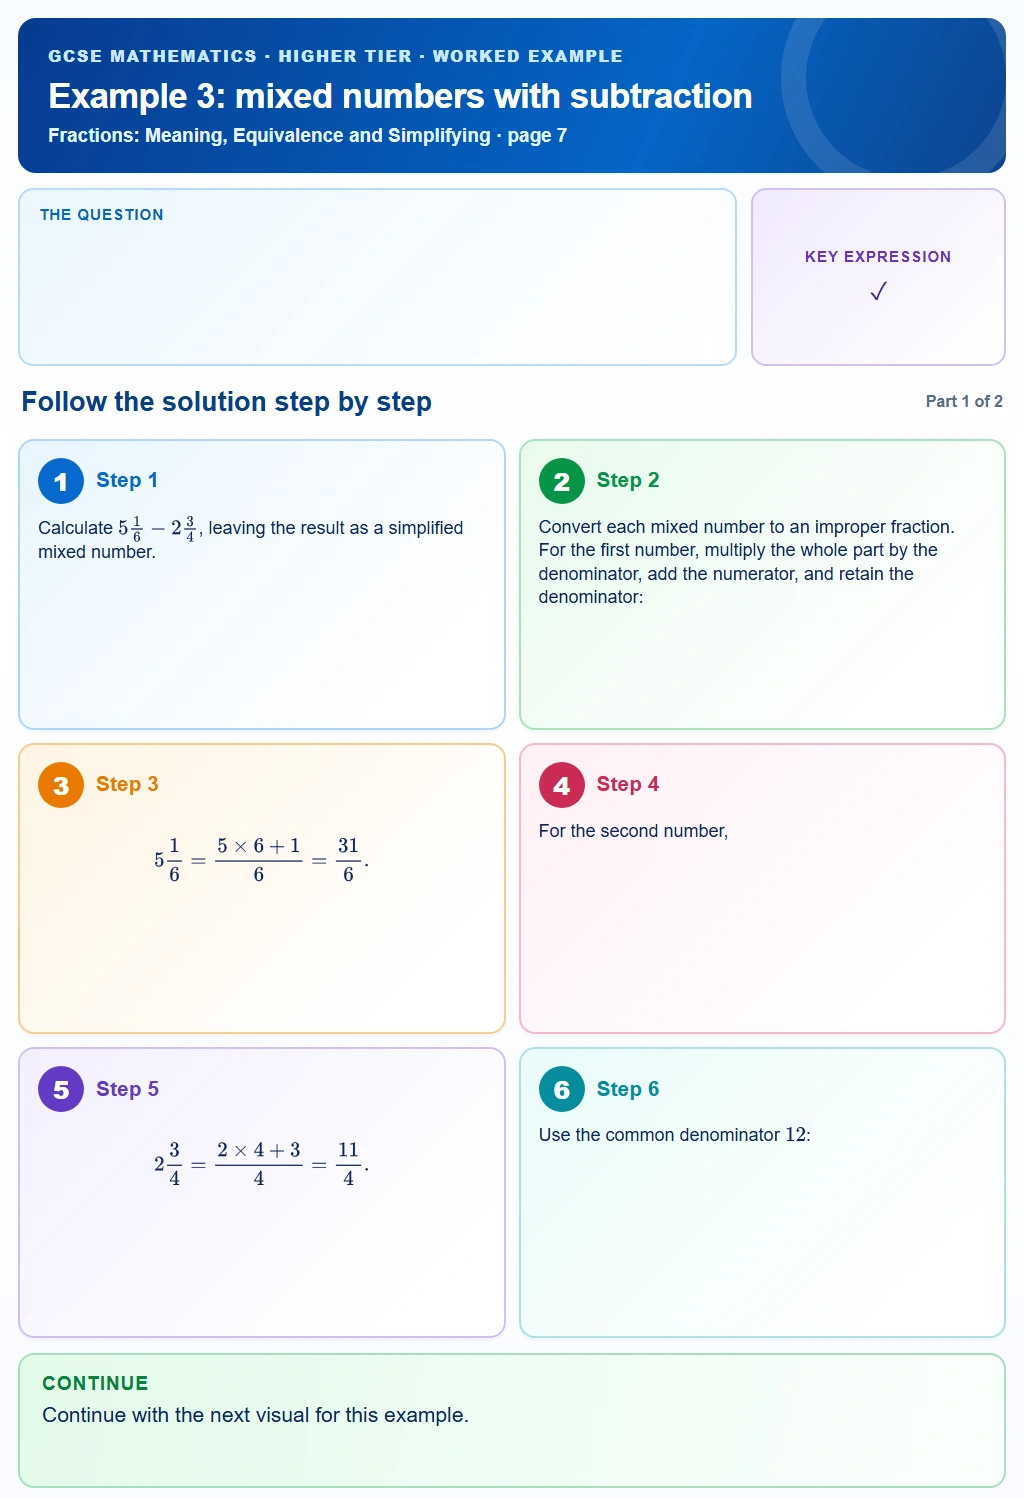 GCSE MATHEMATICS · HIGHER TIER · WORKED EXAMPLE
Example 3: mixed numbers with subtraction
Fractions: Meaning, Equivalence and Simplifying · page 7
THE QUESTION
KEY EXPRESSION
✓
Follow the solution step by step
Part 1 of 2
1 Step 1
Calculate 5 1/6 − 2 3/4, leaving the result as a simplified
mixed number.
2 Step 2
Convert each mixed number to an improper fraction.
For the first number, multiply the whole part by the
denominator, add the numerator, and retain the
denominator:
3 Step 3
5 1/6 = (5 × 6 + 1)/6 = 31/6.
4 Step 4
For the second number,
5 Step 5
2 3/4 = (2 × 4 + 3)/4 = 11/4.
6 Step 6
Use the common denominator 12:
CONTINUE
Continue with the next visual for this example.